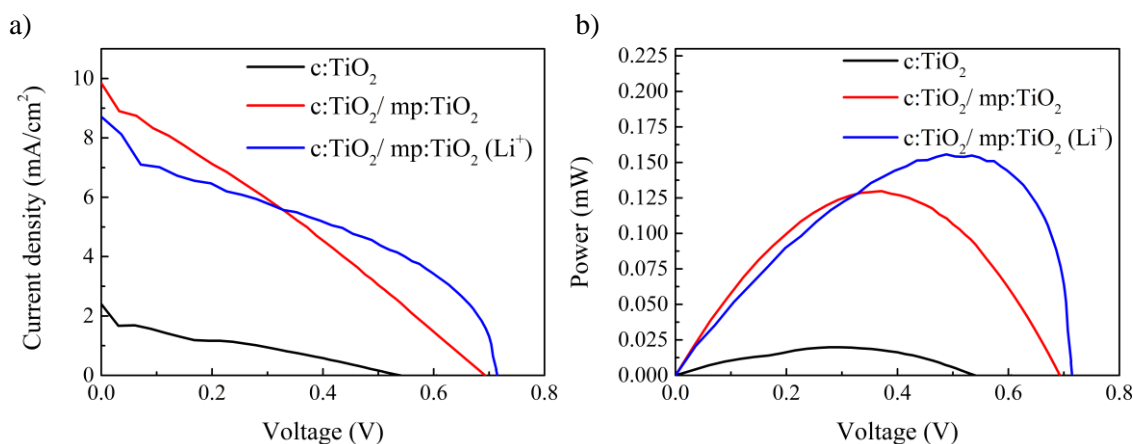 a)
10
8
6
4
2
0
0.0 0.2 0.4 0.6 0.8
Current density (mA/cm²)
Voltage (V)
c:TiO₂
c:TiO₂/ mp:TiO₂
c:TiO₂/ mp:TiO₂ (Li⁺)
b)
0.225
0.200
0.175
0.150
0.125
0.100
0.075
0.050
0.025
0.000
0.0 0.2 0.4 0.6 0.8
Power (mW)
Voltage (V)
c:TiO₂
c:TiO₂/ mp:TiO₂
c:TiO₂/ mp:TiO₂ (Li⁺)